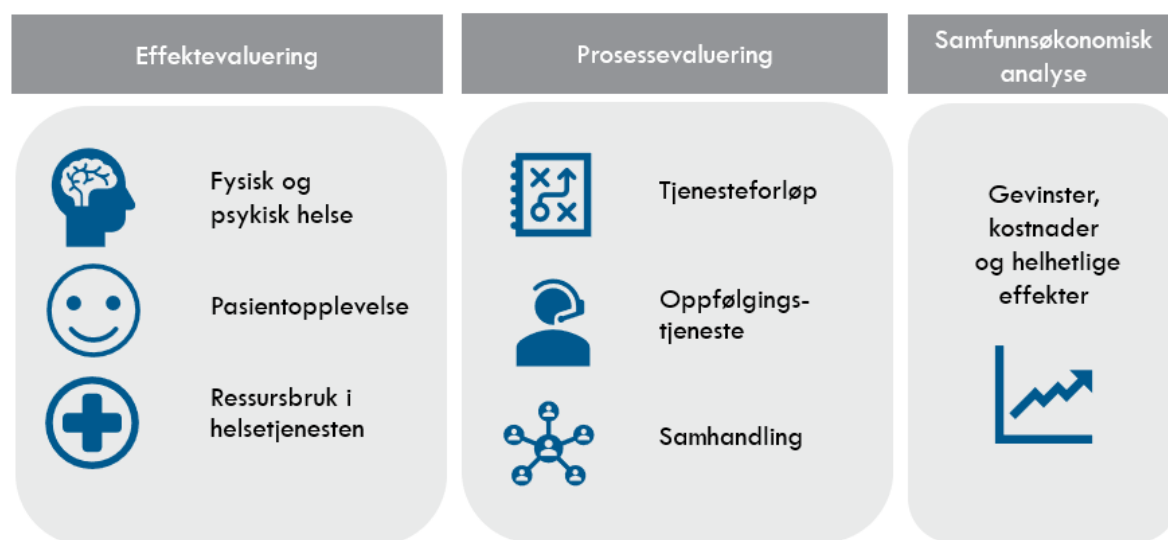 Effektevaluering
Fysisk og
psykisk helse
Pasientopplevelse
Ressursbruk i
helsetjenesten
Prosessevaluering
Tjenesteforløp
Oppfølgings-
tjeneste
Samhandling
Samfunnsøkonomisk
analyse
Gevinster,
kostnader
og helhetlige
effekter